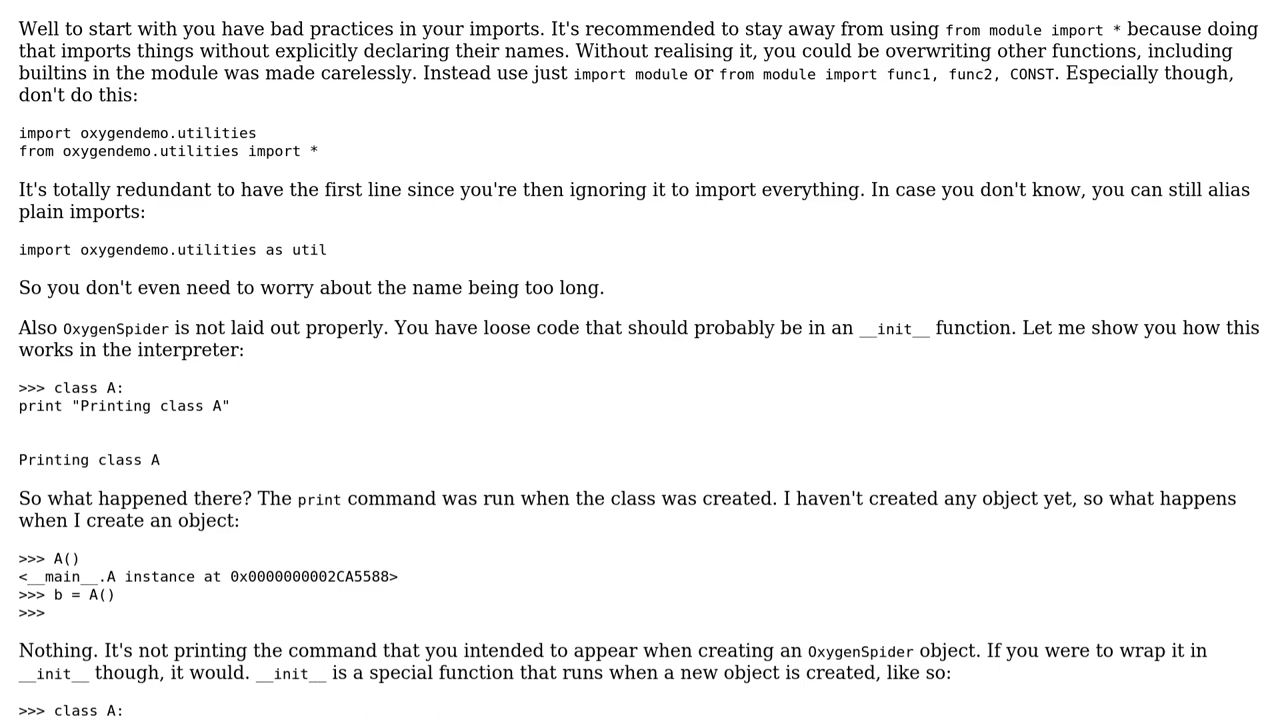 Well to start with you have bad practices in your imports. It's recommended to stay away from using from module import * because doing
that imports things without explicitly declaring their names. Without realising it, you could be overwriting other functions, including
builtins in the module was made carelessly. Instead use just import module or from module import func1, func2, CONST. Especially though,
don't do this:
import oxygendemo.utilities
from oxygendemo.utilities import *
It's totally redundant to have the first line since you're then ignoring it to import everything. In case you don't know, you can still alias
plain imports:
import oxygendemo.utilities as util
So you don't even need to worry about the name being too long.
Also OxygenSpider is not laid out properly. You have loose code that should probably be in an __init__ function. Let me show you how this
works in the interpreter:
>>> class A:
print "Printing class A"
Printing class A
So what happened there? The print command was run when the class was created. I haven't created any object yet, so what happens
when I create an object:
>>> A()
<__main__.A instance at 0x0000000002CA5588>
>>> b = A()
>>>
Nothing. It's not printing the command that you intended to appear when creating an OxygenSpider object. If you were to wrap it in
__init__ though, it would. __init__ is a special function that runs when a new object is created, like so:
>>> class A: